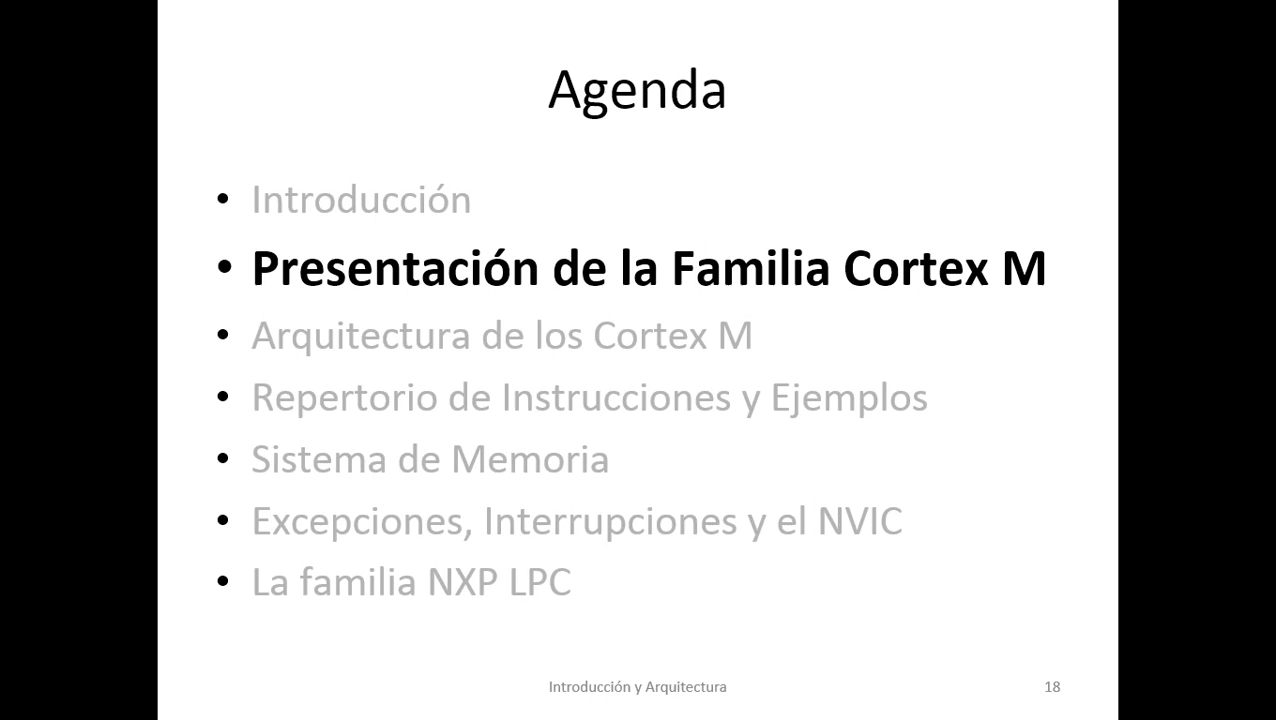 Agenda
• Introducción
• Presentación de la Familia Cortex M
• Arquitectura de los Cortex M
• Repertorio de Instrucciones y Ejemplos
• Sistema de Memoria
• Excepciones, Interrupciones y el NVIC
• La familia NXP LPC
Introducción y Arquitectura
18